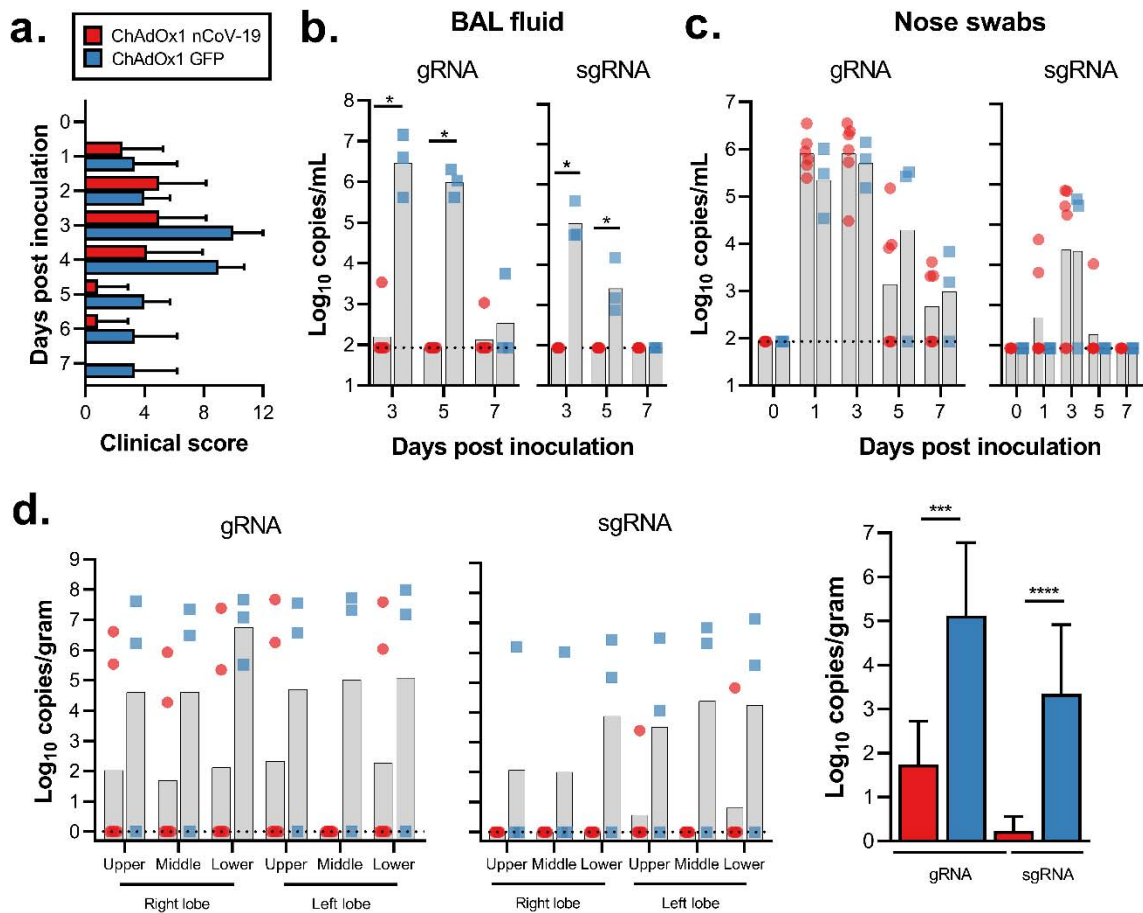 a.
ChAdOx1 nCoV-19
ChAdOx1 GFP
Days post inoculation
0
1
2
3
4
5
6
7
0 4 8 12
Clinical score
b.
BAL fluid
gRNA sgRNA
Log10 copies/mL
8
7
6
5
4
3
2
1
* * * *
3 5 7 3 5 7
Days post inoculation
c.
Nose swabs
gRNA sgRNA
Log10 copies/mL
7
6
5
4
3
2
1
0 1 3 5 7 0 1 3 5 7
Days post inoculation Days post inoculation
d.
gRNA
Log10 copies/gram
9
8
7
6
5
4
3
2
1
0
Upper Middle Lower Upper Middle Lower
Right lobe Left lobe
sgRNA
Upper Middle Lower Upper Middle Lower
Right lobe Left lobe
Log10 copies/gram
7
6
5
4
3
2
1
0
*** ****
gRNA sgRNA